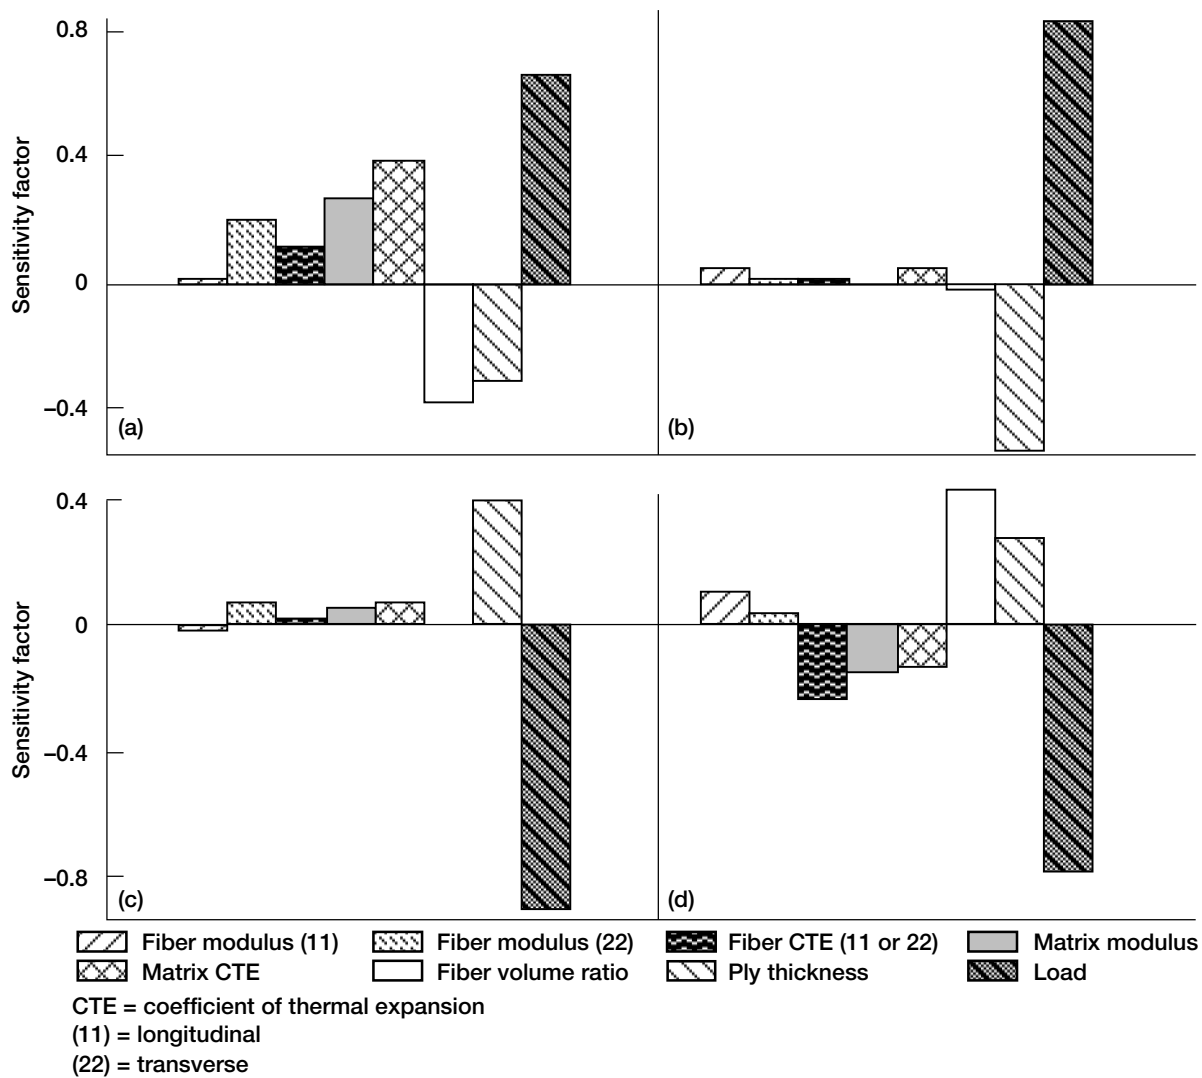 0.8
0.4
0
−0.4
Sensitivity factor
(a)
(b)
0.4
0
−0.4
−0.8
Sensitivity factor
(c)
(d)
Fiber modulus (11) Fiber modulus (22) Fiber CTE (11 or 22) Matrix modulus
Matrix CTE Fiber volume ratio Ply thickness Load
CTE = coefficient of thermal expansion
(11) = longitudinal
(22) = transverse